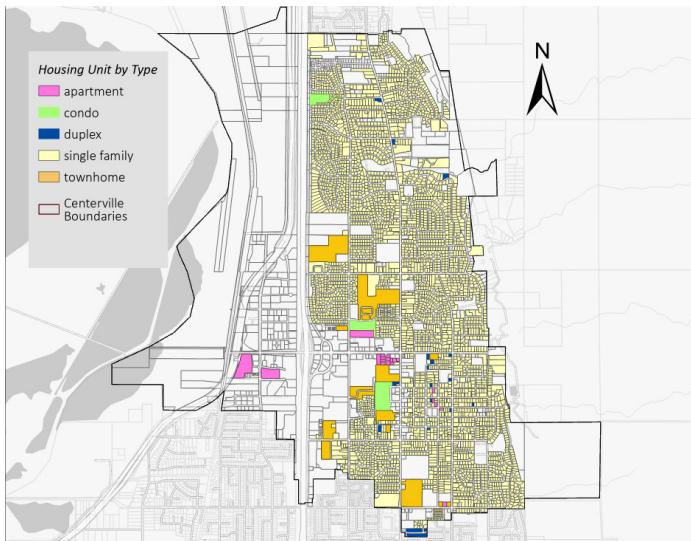 N
Housing Unit by Type
apartment
condo
duplex
single family
townhome
Centerville
Boundaries